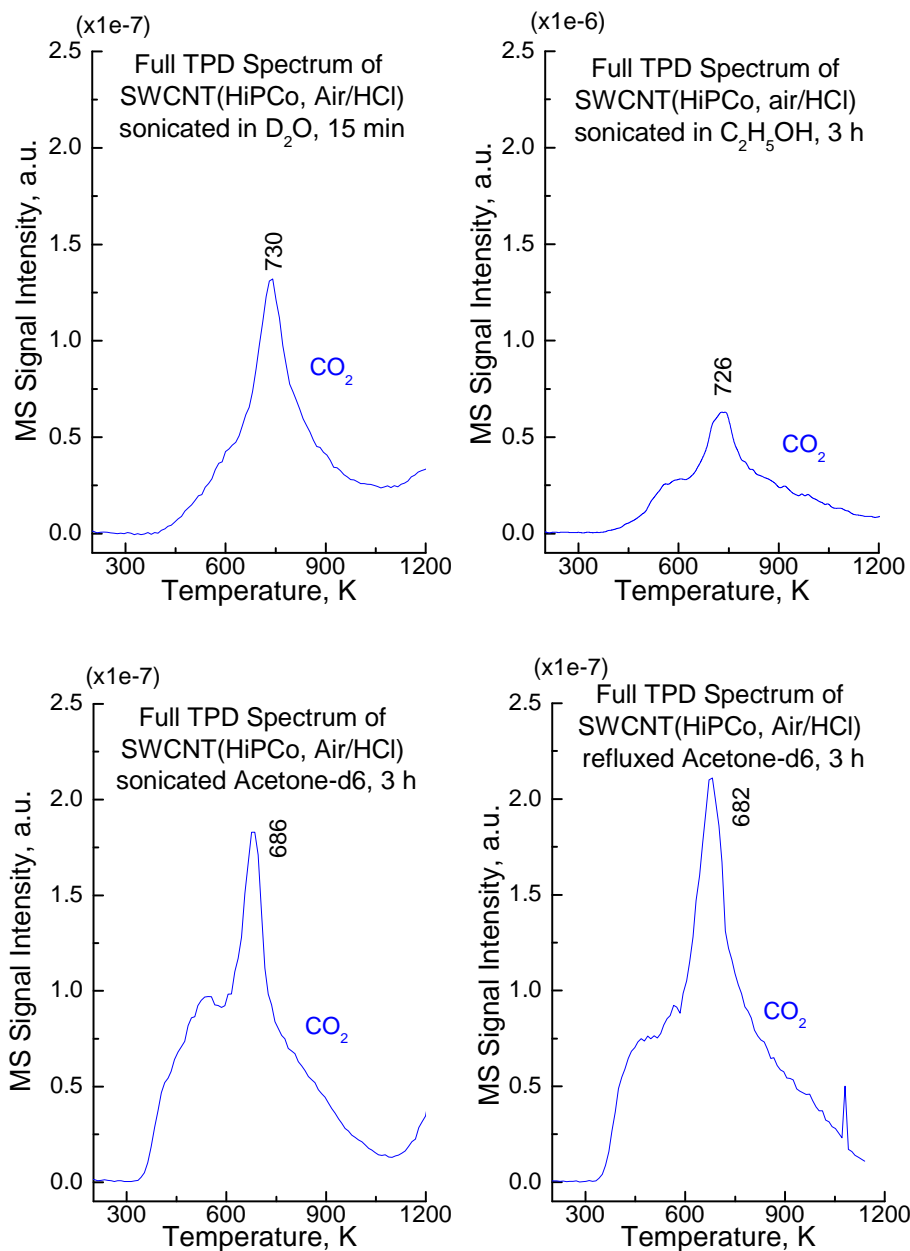 (x1e-7)
2.5
2.0
1.5
1.0
0.5
0.0
MS Signal Intensity, a.u.
Full TPD Spectrum of
SWCNT(HiPCo, Air/HCl)
sonicated in D₂O, 15 min
730
CO₂
300 600 900 1200
Temperature, K
(x1e-6)
2.5
2.0
1.5
1.0
0.5
0.0
MS Signal Intensity, a.u.
Full TPD Spectrum of
SWCNT(HiPCo, air/HCl)
sonicated in C₂H₅OH, 3 h
726
CO₂
300 600 900 1200
Temperature, K
(x1e-7)
2.5
2.0
1.5
1.0
0.5
0.0
MS Signal Intensity, a.u.
Full TPD Spectrum of
SWCNT(HiPCo, Air/HCl)
sonicated Acetone-d6, 3 h
686
CO₂
300 600 900 1200
Temperature, K
(x1e-7)
2.5
2.0
1.5
1.0
0.5
0.0
MS Signal Intensity, a.u.
Full TPD Spectrum of
SWCNT(HiPCo, Air/HCl)
refluxed Acetone-d6, 3 h
682
CO₂
300 600 900 1200
Temperature, K